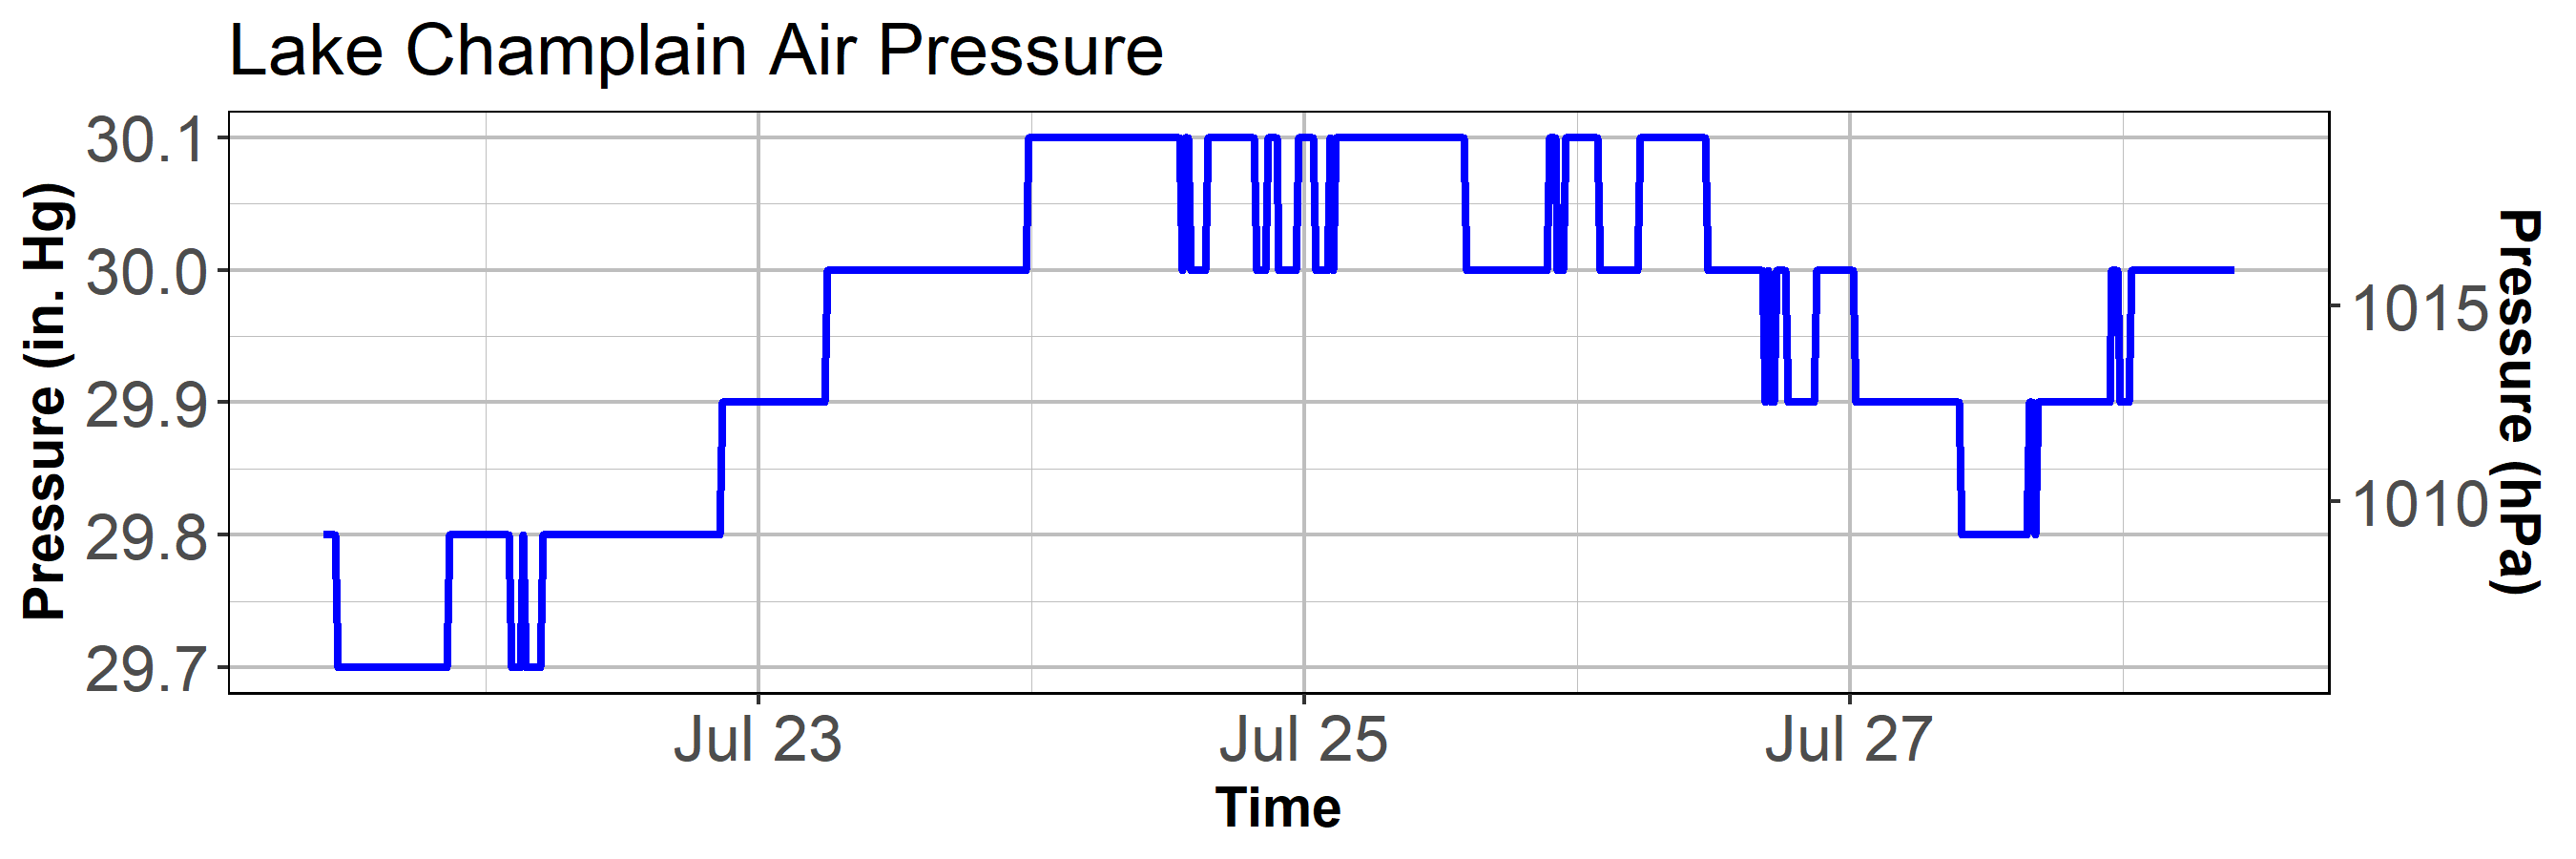 Lake Champlain Air Pressure
Pressure (in. Hg)
30.1
30.0
29.9
29.8
29.7
1015
1010
Pressure (hPa)
Jul 23 Jul 25 Jul 27
Time